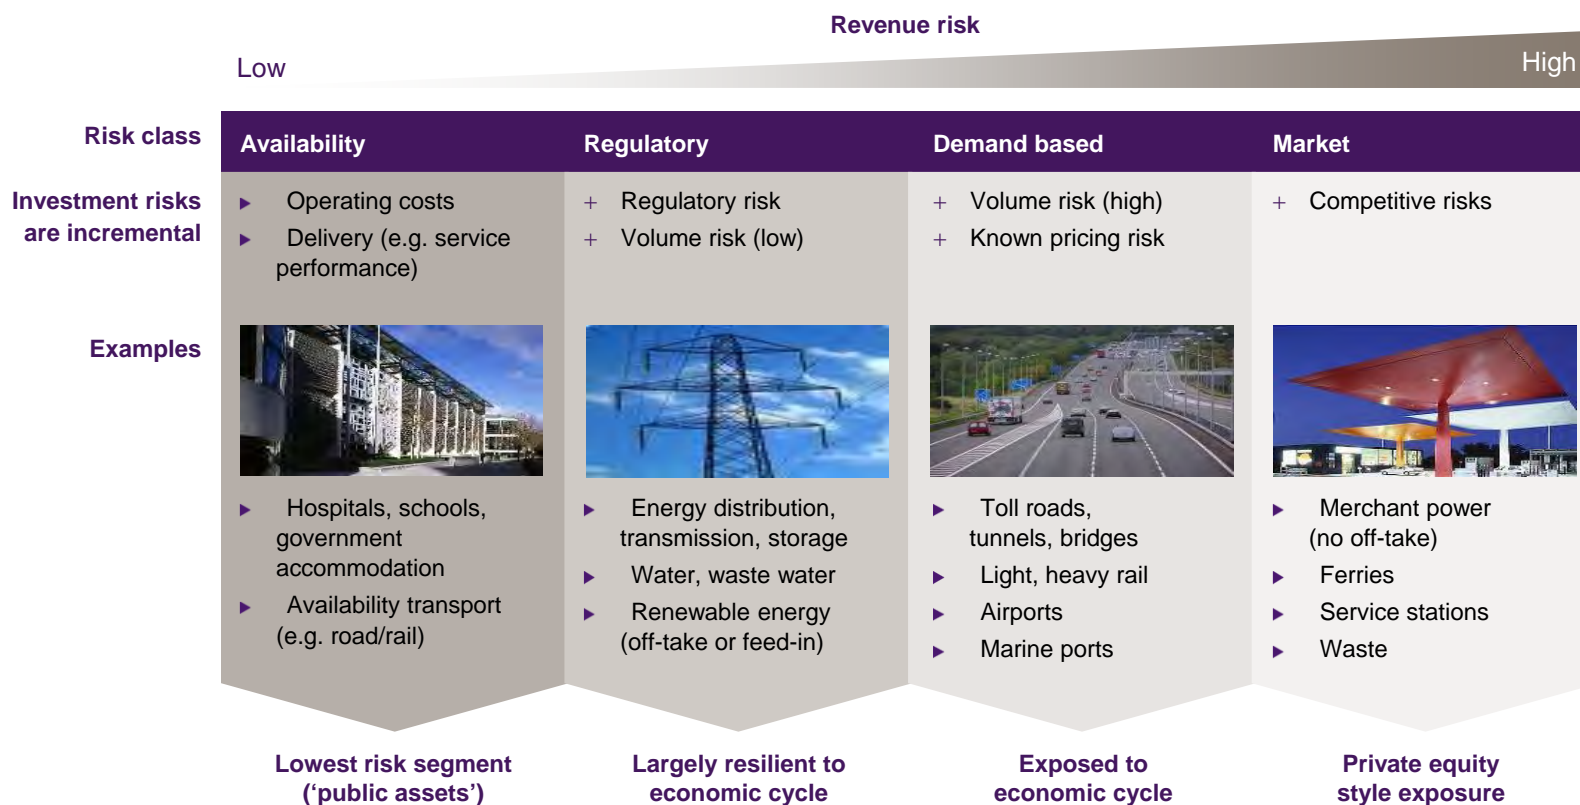 Revenue risk
Low
High
Risk class
Availability
Regulatory
Demand based
Market
Investment risks
are incremental
Operating costs
Delivery (e.g. service
performance)
+ Regulatory risk
+ Volume risk (low)
+ Volume risk (high)
+ Known pricing risk
+ Competitive risks
Examples
Hospitals, schools,
government
accommodation
Availability transport
(e.g. road/rail)
Energy distribution,
transmission, storage
Water, waste water
Renewable energy
(off-take or feed-in)
Toll roads,
tunnels, bridges
Light, heavy rail
Airports
Marine ports
Merchant power
(no off-take)
Ferries
Service stations
Waste
Lowest risk segment
(‘public assets’)
Largely resilient to
economic cycle
Exposed to
economic cycle
Private equity
style exposure